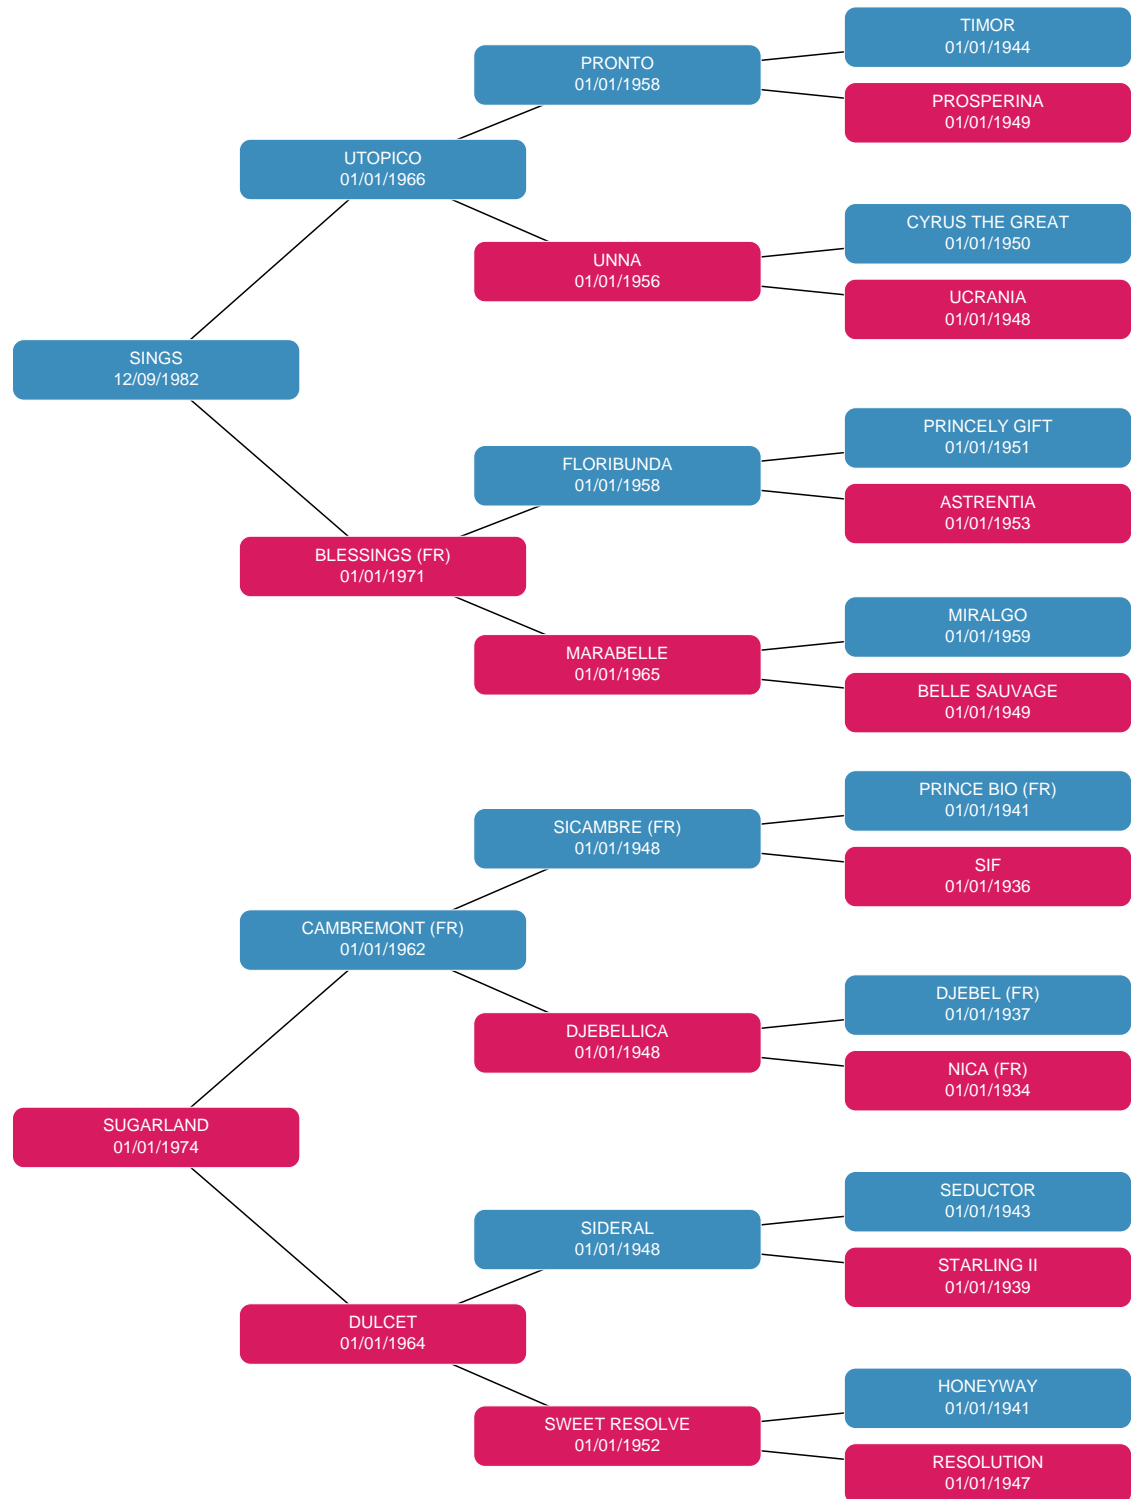 TIMOR
01/01/1944
PRONTO
01/01/1958
PROSPERINA
01/01/1949
UTOPICO
01/01/1966
CYRUS THE GREAT
01/01/1950
UNNA
01/01/1956
UCRANIA
01/01/1948
SINGS
12/09/1982
PRINCELY GIFT
01/01/1951
FLORIBUNDA
01/01/1958
ASTRENTIA
01/01/1953
BLESSINGS (FR)
01/01/1971
MIRALGO
01/01/1959
MARABELLE
01/01/1965
BELLE SAUVAGE
01/01/1949
PRINCE BIO (FR)
01/01/1941
SICAMBRE (FR)
01/01/1948
SIF
01/01/1936
CAMBREMONT (FR)
01/01/1962
DJEBEL (FR)
01/01/1937
DJEBELLICA
01/01/1948
NICA (FR)
01/01/1934
SUGARLAND
01/01/1974
SEDUCTOR
01/01/1943
SIDERAL
01/01/1948
STARLING II
01/01/1939
DULCET
01/01/1964
HONEYWAY
01/01/1941
SWEET RESOLVE
01/01/1952
RESOLUTION
01/01/1947